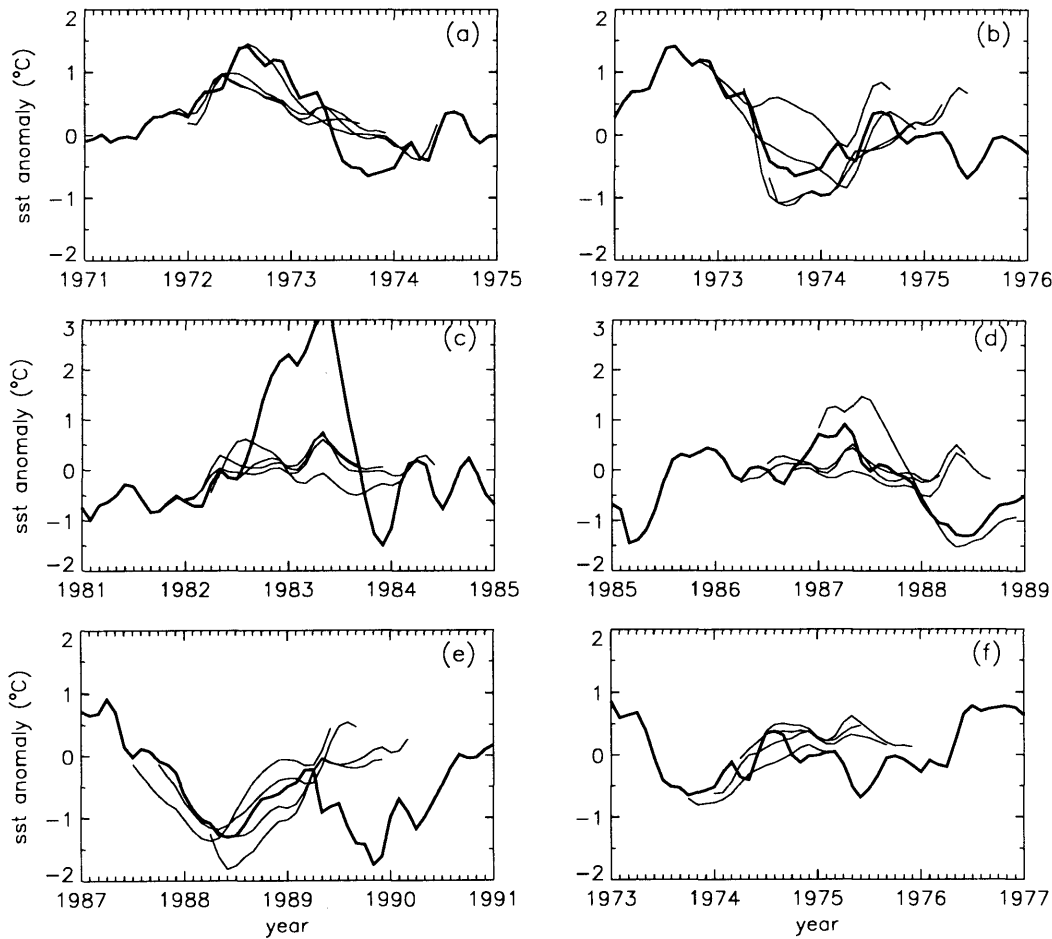 (a)
sst anomaly (°C)
2
1
0
−1
−2
1971 1972 1973 1974 1975
(b)
2
1
0
−1
−2
1972 1973 1974 1975 1976
(c)
sst anomaly (°C)
3
2
1
0
−1
−2
1981 1982 1983 1984 1985
(d)
3
2
1
0
−1
−2
1985 1986 1987 1988 1989
(e)
sst anomaly (°C)
2
1
0
−1
−2
1987 1988 1989 1990 1991
year
(f)
2
1
0
−1
−2
1973 1974 1975 1976 1977
year